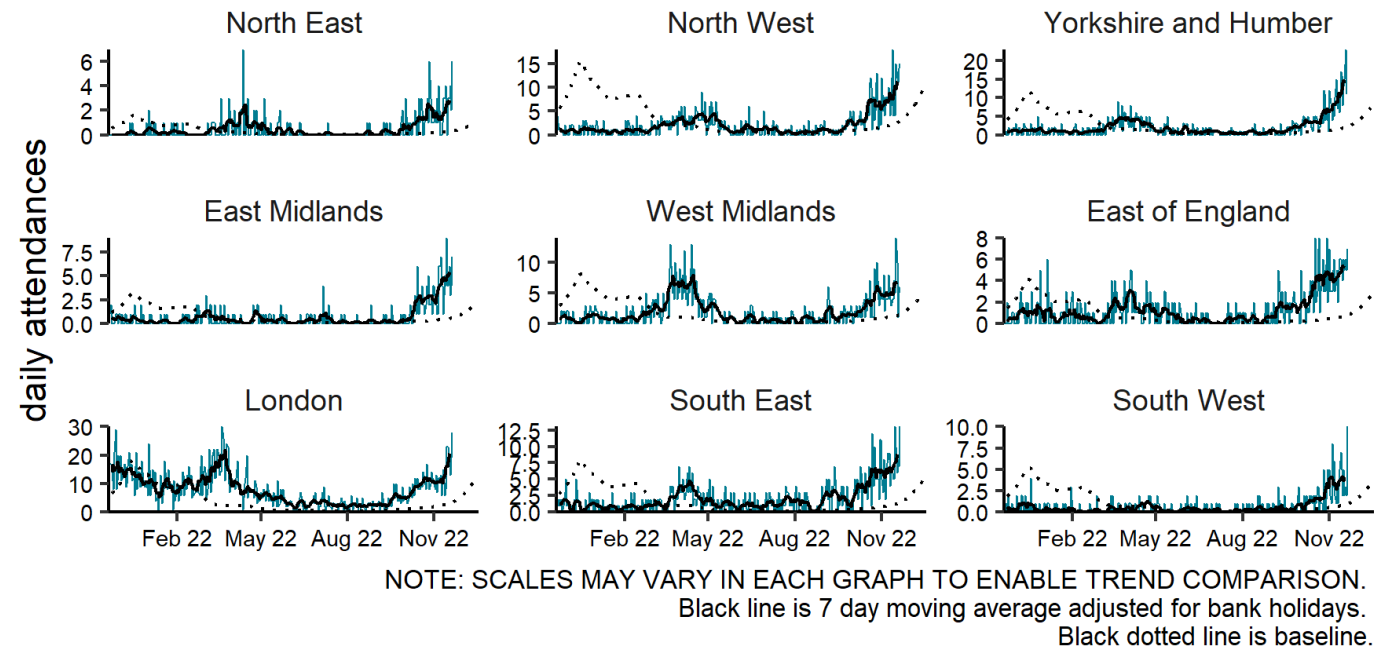 North East
North West
Yorkshire and Humber
6
4
2
0
15
10
5
0
20
15
10
5
0
daily attendances
East Midlands
West Midlands
East of England
7.5
5.0
2.5
0.0
10
5
0
8
6
4
2
0
London
South East
South West
30
20
10
0
12.5
10.0
7.5
5.0
2.5
0.0
10.0
7.5
5.0
2.5
0.0
Feb 22 May 22 Aug 22 Nov 22
Feb 22 May 22 Aug 22 Nov 22
Feb 22 May 22 Aug 22 Nov 22
NOTE: SCALES MAY VARY IN EACH GRAPH TO ENABLE TREND COMPARISON.
Black line is 7 day moving average adjusted for bank holidays.
Black dotted line is baseline.